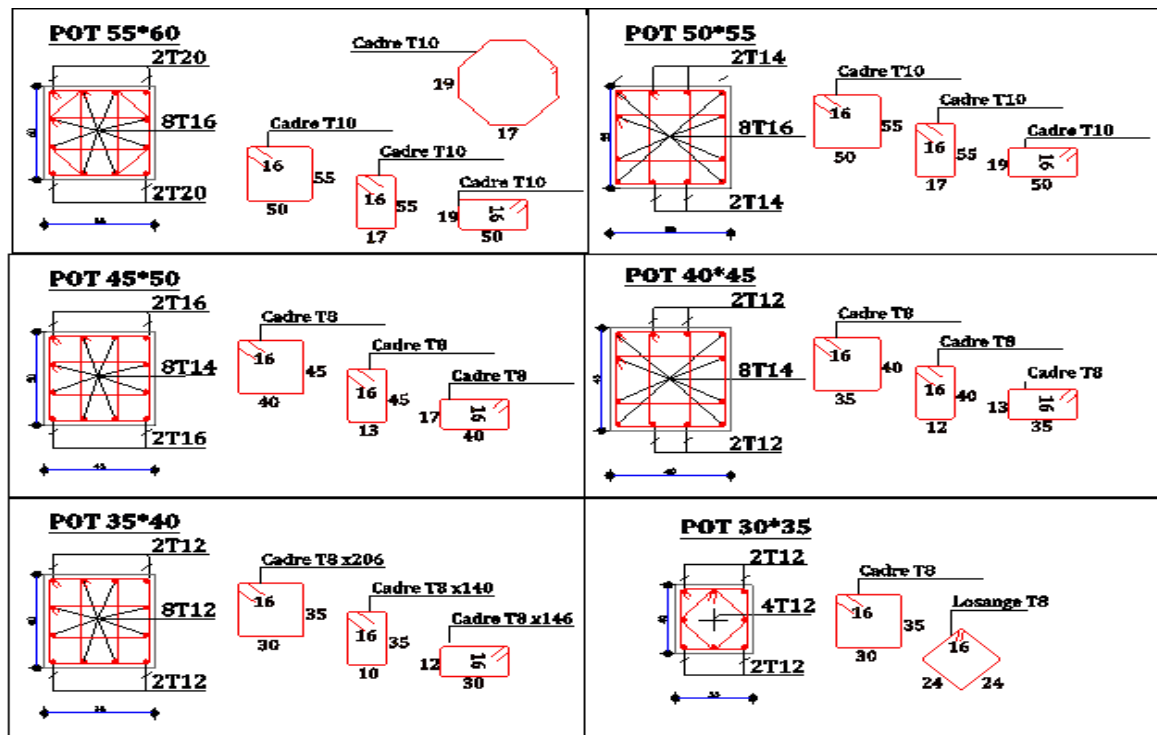 POT 55*60
2T20
8T16
2T20
Cadre T10
19
17
Cadre T10
16
55
50
Cadre T10
16
55
17
Cadre T10
19
16
50
POT 50*55
2T14
8T16
2T14
Cadre T10
16
55
50
Cadre T10
16
55
17
Cadre T10
19
16
50
POT 45*50
2T16
8T14
2T16
45
Cadre T8
16
45
40
Cadre T8
16
45
13
Cadre T8
17
16
40
POT 40*45
2T12
8T14
2T12
40
Cadre T8
16
40
35
Cadre T8
16
40
12
Cadre T8
13
16
35
POT 35*40
2T12
8T12
2T12
Cadre T8 x206
16
35
30
Cadre T8 x140
16
35
10
Cadre T8 x146
12
16
30
POT 30*35
2T12
4T12
2T12
Cadre T8
16
35
30
Losange T8
16
24
24